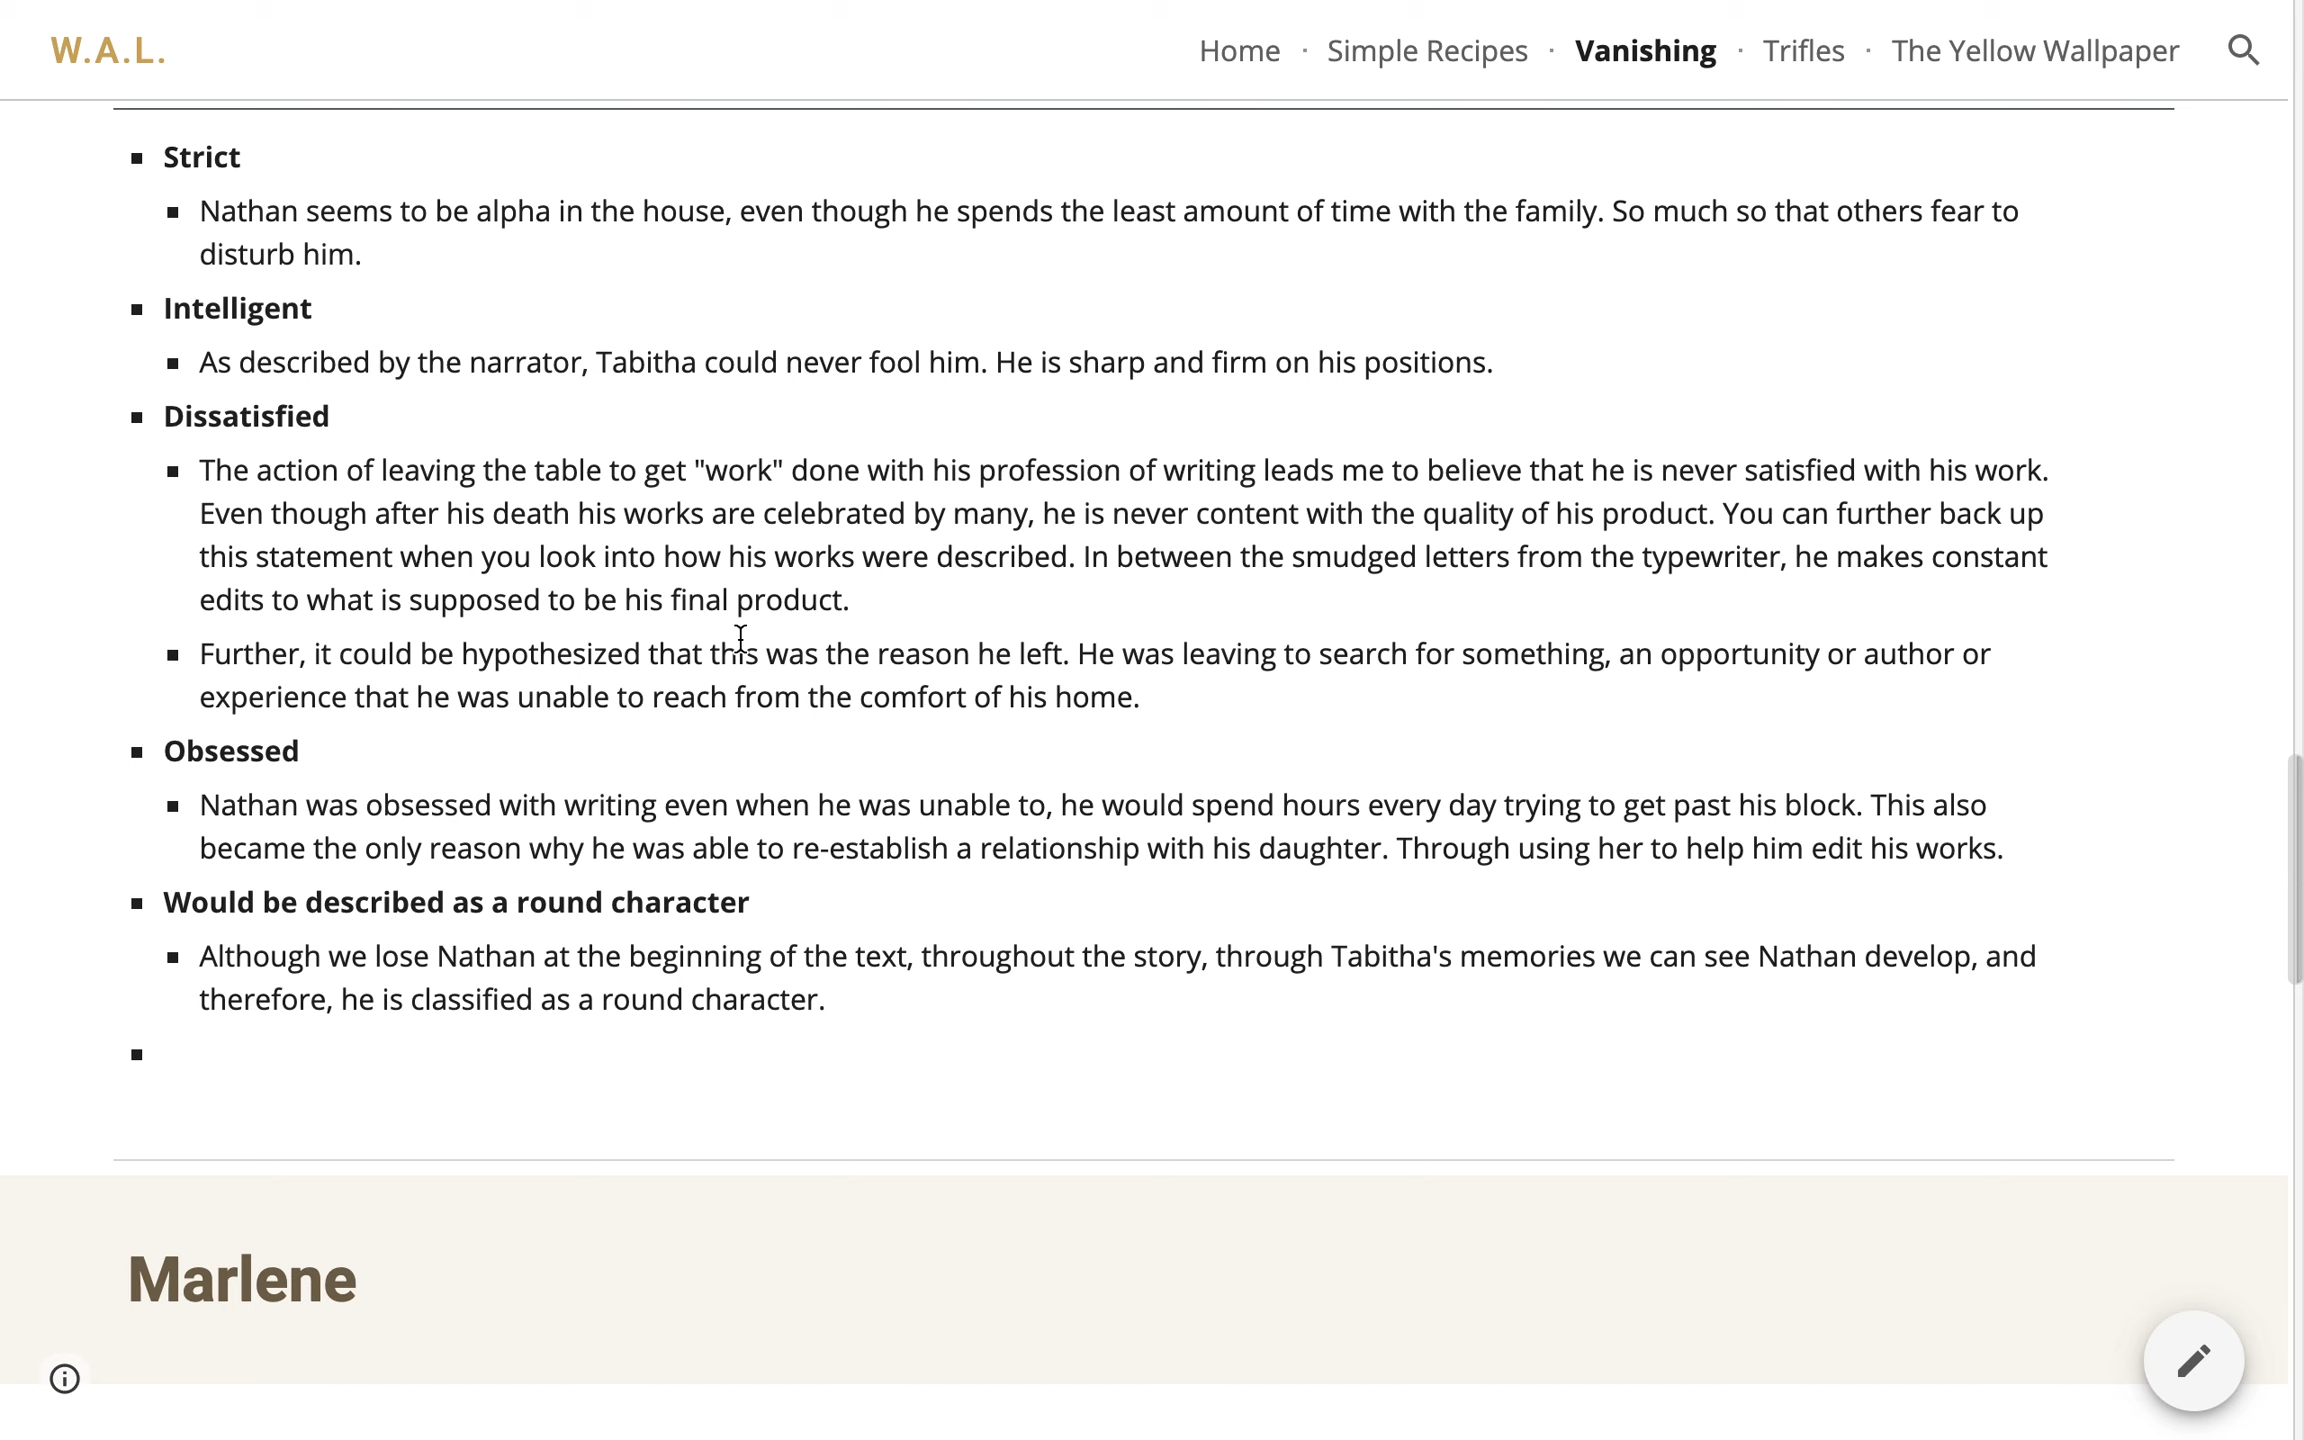 W.A.L.
Home · Simple Recipes · Vanishing · Trifles · The Yellow Wallpaper
Strict
Nathan seems to be alpha in the house, even though he spends the least amount of time with the family. So much so that others fear to
disturb him.
Intelligent
As described by the narrator, Tabitha could never fool him. He is sharp and firm on his positions.
Dissatisfied
The action of leaving the table to get "work" done with his profession of writing leads me to believe that he is never satisfied with his work.
Even though after his death his works are celebrated by many, he is never content with the quality of his product. You can further back up
this statement when you look into how his works were described. In between the smudged letters from the typewriter, he makes constant
edits to what is supposed to be his final product.
Further, it could be hypothesized that this was the reason he left. He was leaving to search for something, an opportunity or author or
experience that he was unable to reach from the comfort of his home.
Obsessed
Nathan was obsessed with writing even when he was unable to, he would spend hours every day trying to get past his block. This also
became the only reason why he was able to re-establish a relationship with his daughter. Through using her to help him edit his works.
Would be described as a round character
Although we lose Nathan at the beginning of the text, throughout the story, through Tabitha's memories we can see Nathan develop, and
therefore, he is classified as a round character.
Marlene